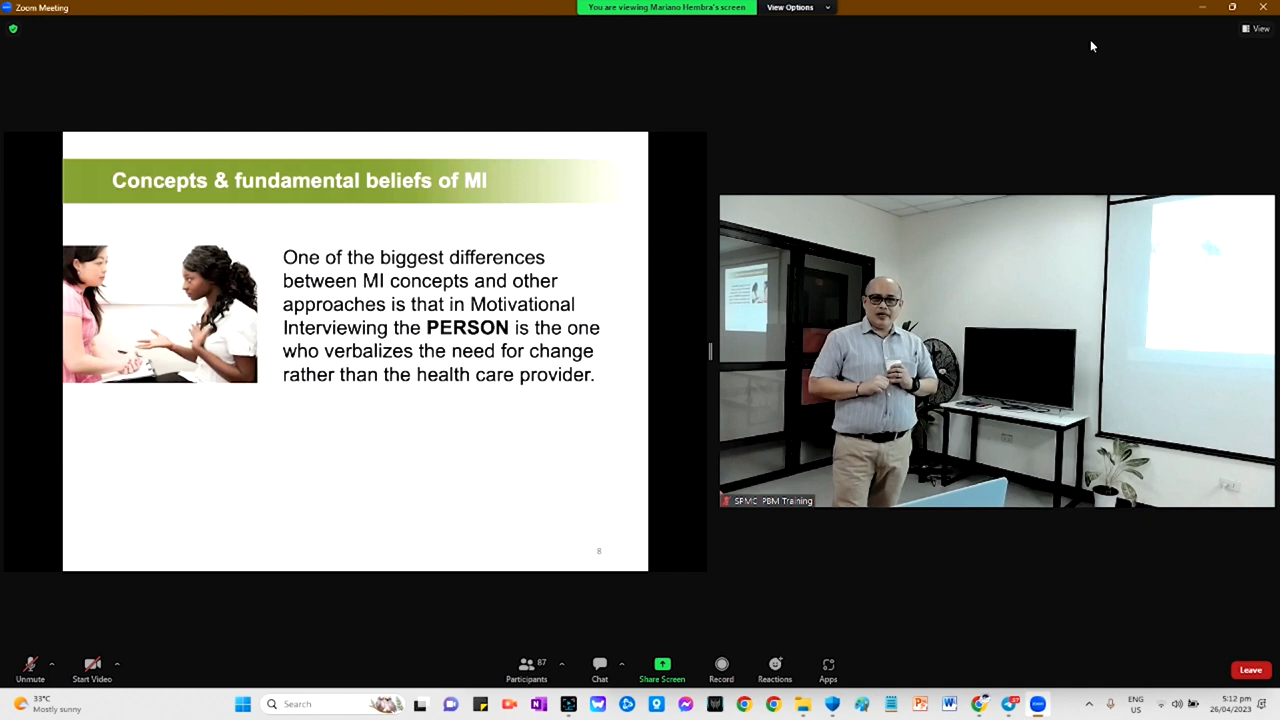 Zoom Meeting
You are viewing Mariano Hembra's screen
View Options
View
Concepts & fundamental beliefs of MI
One of the biggest differences
between MI concepts and other
approaches is that in Motivational
Interviewing the PERSON is the one
who verbalizes the need for change
rather than the health care provider.
8
SPMC PBM Training
Unmute
Start Video
87
Participants
Chat
Share Screen
Record
Reactions
Apps
Leave
33°C
Mostly sunny
Search
ENG
US
5:12 pm
26/04/2023